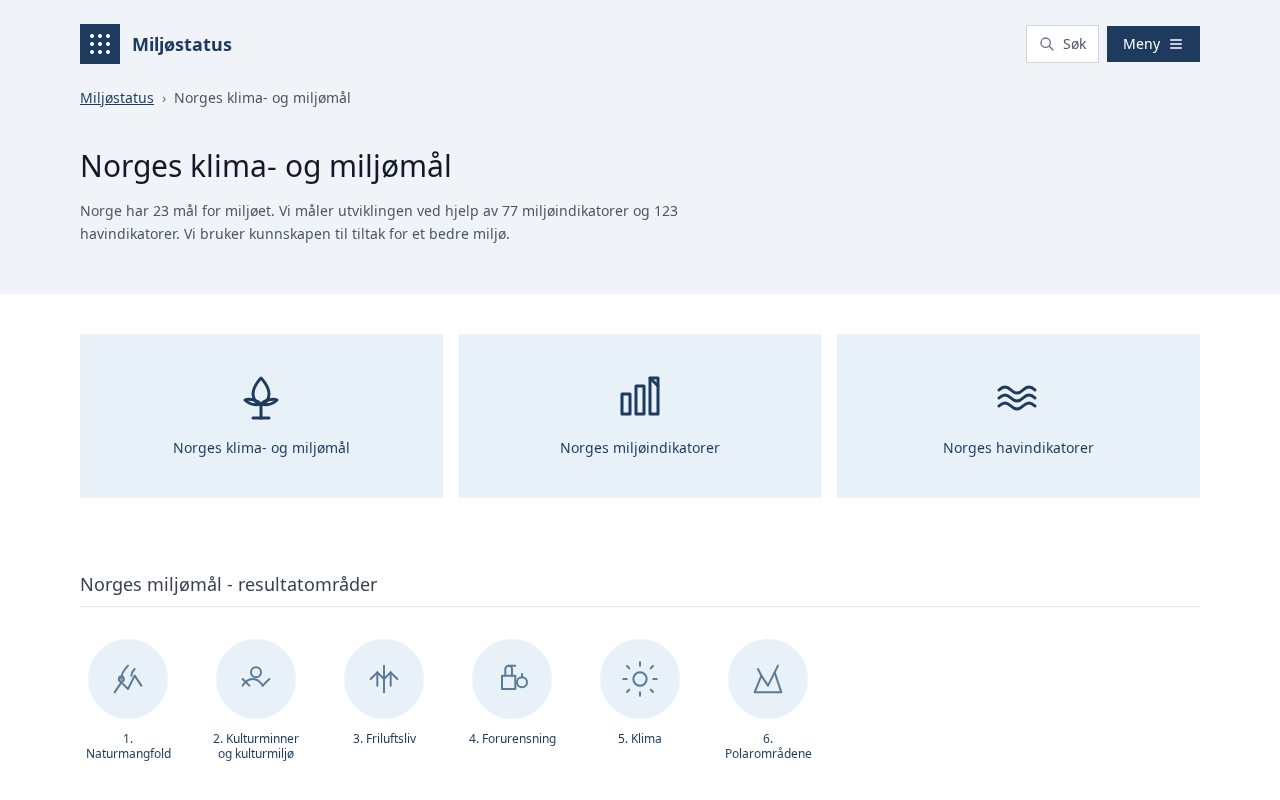 Miljøstatus
Søk
Meny
Miljøstatus › Norges klima- og miljømål
Norges klima- og miljømål
Norge har 23 mål for miljøet. Vi måler utviklingen ved hjelp av 77 miljøindikatorer og 123
havindikatorer. Vi bruker kunnskapen til tiltak for et bedre miljø.
Norges klima- og miljømål
Norges miljøindikatorer
Norges havindikatorer
Norges miljømål - resultatområder
1.
Naturmangfold
2. Kulturminner
og kulturmiljø
3. Friluftsliv
4. Forurensning
5. Klima
6.
Polarområdene